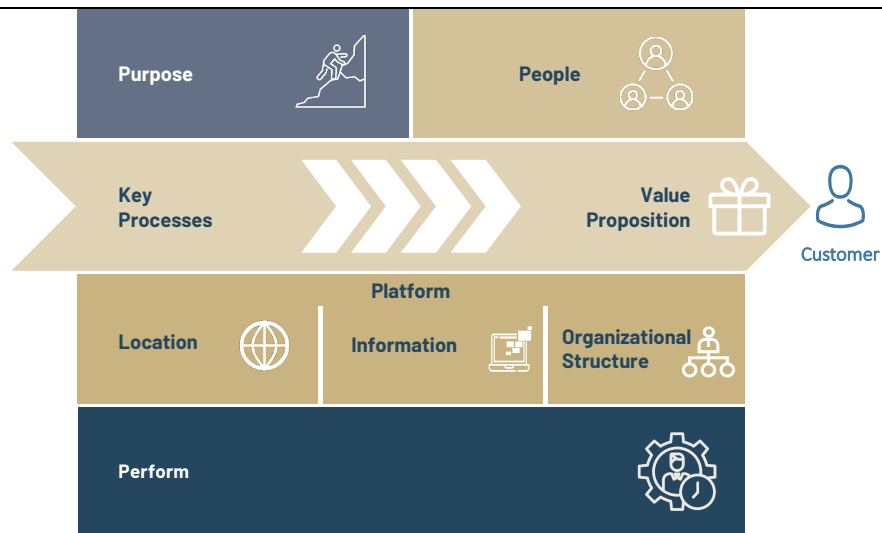 Purpose
People
Key
Processes
Value
Proposition
Customer
Platform
Location
Information
Organizational
Structure
Perform